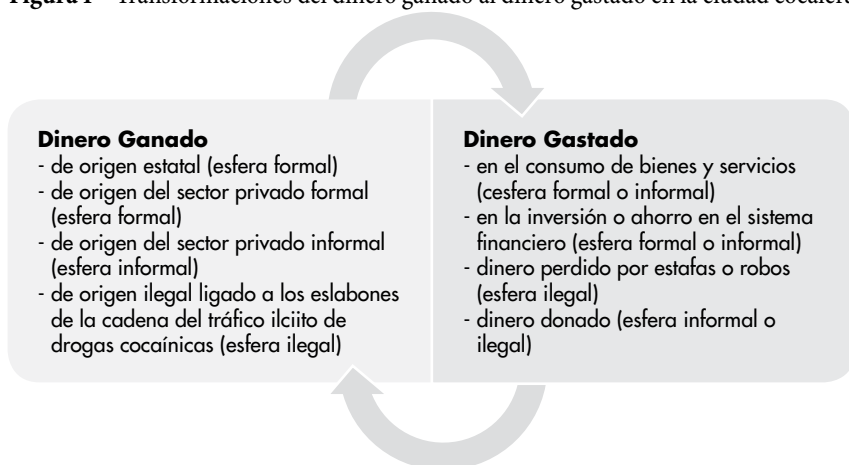 Figura 1 Transformaciones del dinero ganado al dinero gastado en la ciudad cocalera
Dinero Ganado
- de origen estatal (esfera formal)
- de origen del sector privado formal
(esfera formal)
- de origen del sector privado informal
(esfera informal)
- de origen ilegal ligado a los eslabones
de la cadena del tráfico ilciito de
drogas cocaínicas (esfera ilegal)
Dinero Gastado
- en el consumo de bienes y servicios
(cesfera formal o informal)
- en la inversión o ahorro en el sistema
financiero (esfera formal o informal)
- dinero perdido por estafas o robos
(esfera ilegal)
- dinero donado (esfera informal o
ilegal)